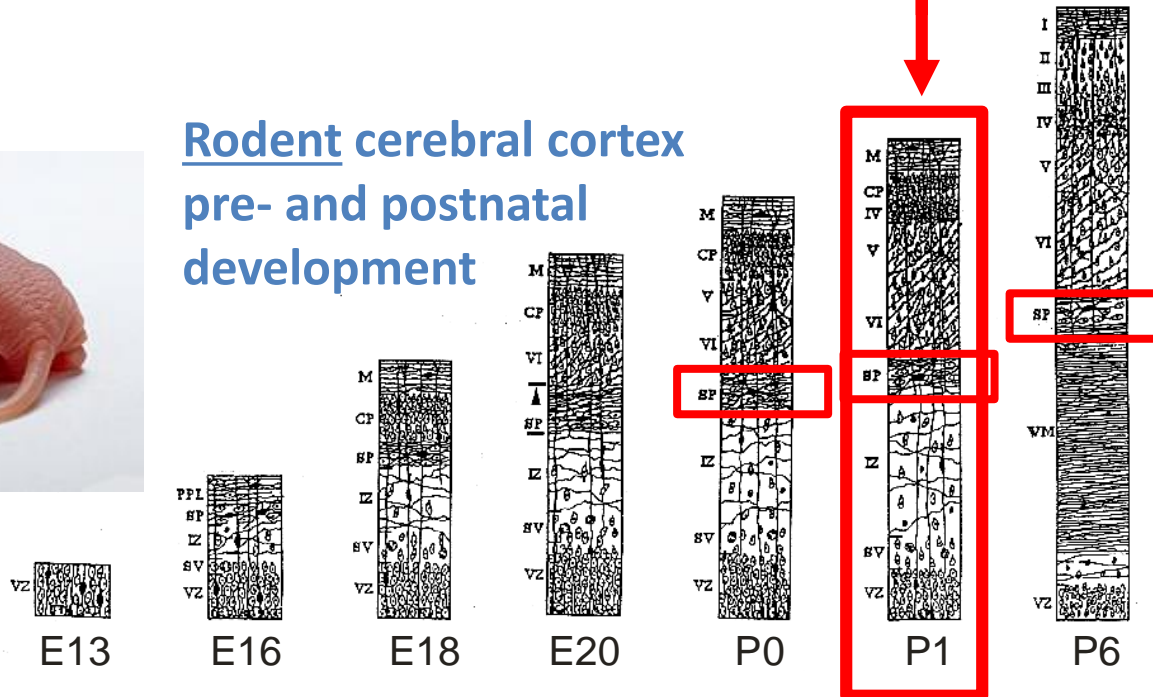 Rodent cerebral cortex
pre- and postnatal
development
VZ
E13
PPL
SP
IZ
SV
VZ
E16
M
CP
SP
IZ
SV
VZ
E18
M
CP
VI
SP
IZ
SV
VZ
E20
M
CP
V
VI
SP
IZ
SV
VZ
P0
M
CP
IV
V
VI
SP
IZ
SV
VZ
P1
I
II
III
IV
V
VI
SP
WM
VZ
P6